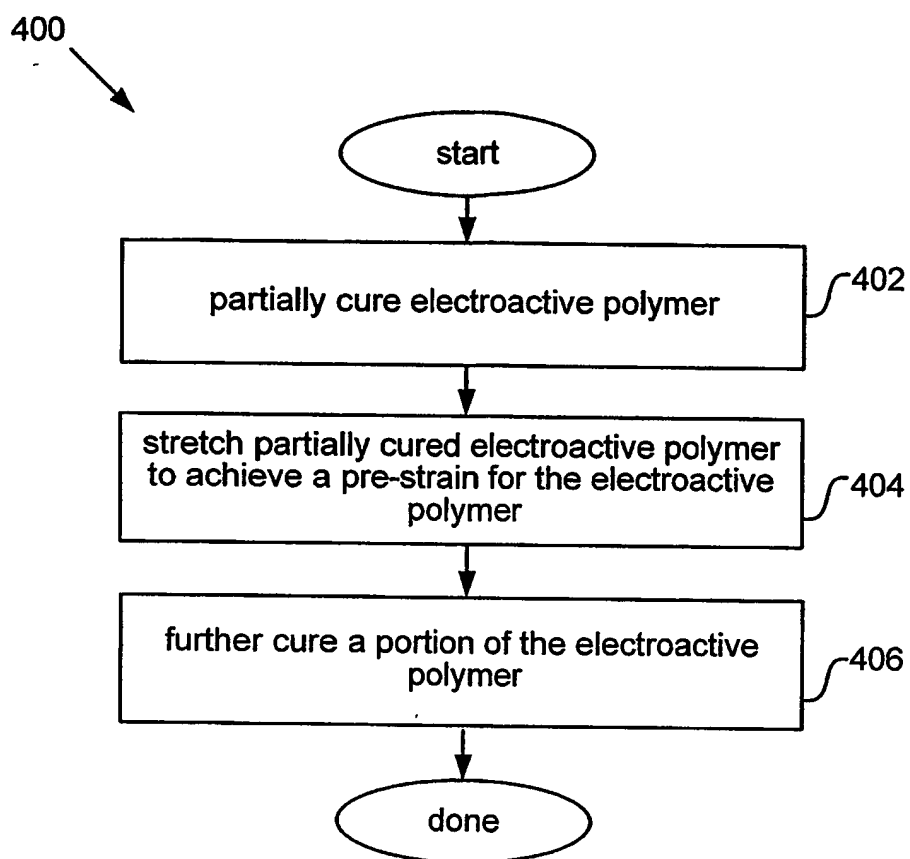 400
start
partially cure electroactive polymer
402
stretch partially cured electroactive polymer
to achieve a pre-strain for the electroactive
polymer
404
further cure a portion of the electroactive
polymer
406
done